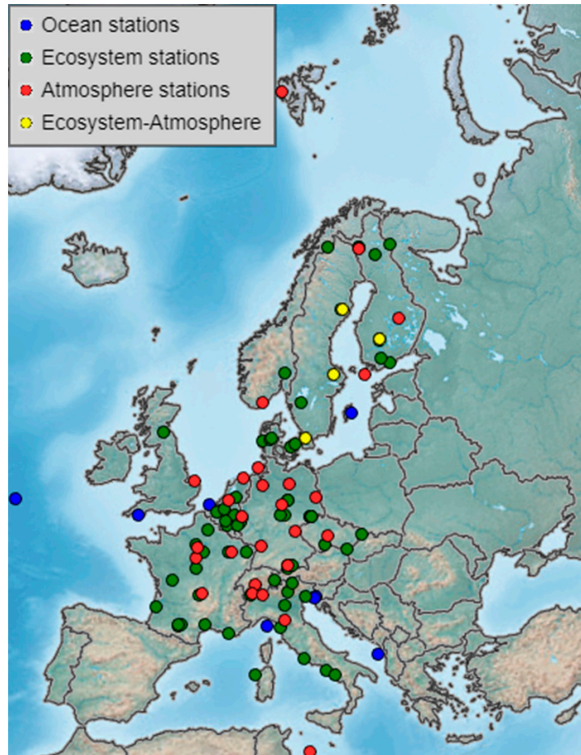 Ocean stations
Ecosystem stations
Atmosphere stations
Ecosystem-Atmosphere